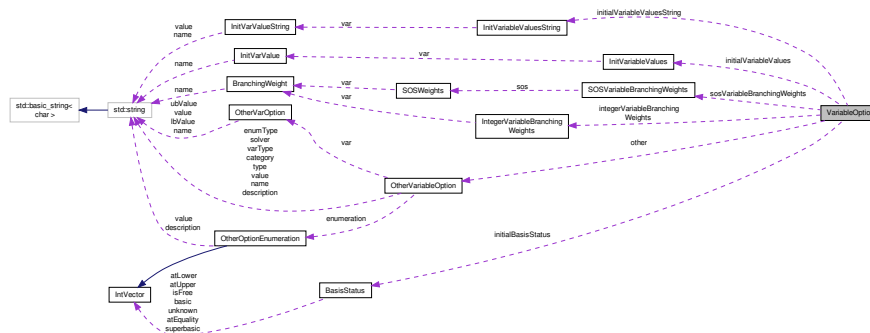 initialVariableValuesString
value
name
InitVarValueString
var
InitVariableValuesString
InitVarValue
var
InitVariableValues
initialVariableValues
name
BranchingWeight
var
SOSWeights
sos
SOSVariableBranchingWeights
sosVariableBranchingWeights
name
std::basic_string<
char >
std::string
ubValue
value
lbValue
name
OtherVarOption
var
IntegerVariableBranching
Weights
integerVariableBranching
Weights
VariableOption
enumType
solver
varType
category
type
value
name
description
var
other
OtherVariableOption
enumeration
value
description
OtherOptionEnumeration
initialBasisStatus
IntVector
atLower
atUpper
isFree
basic
unknown
atEquality
superbasic
BasisStatus